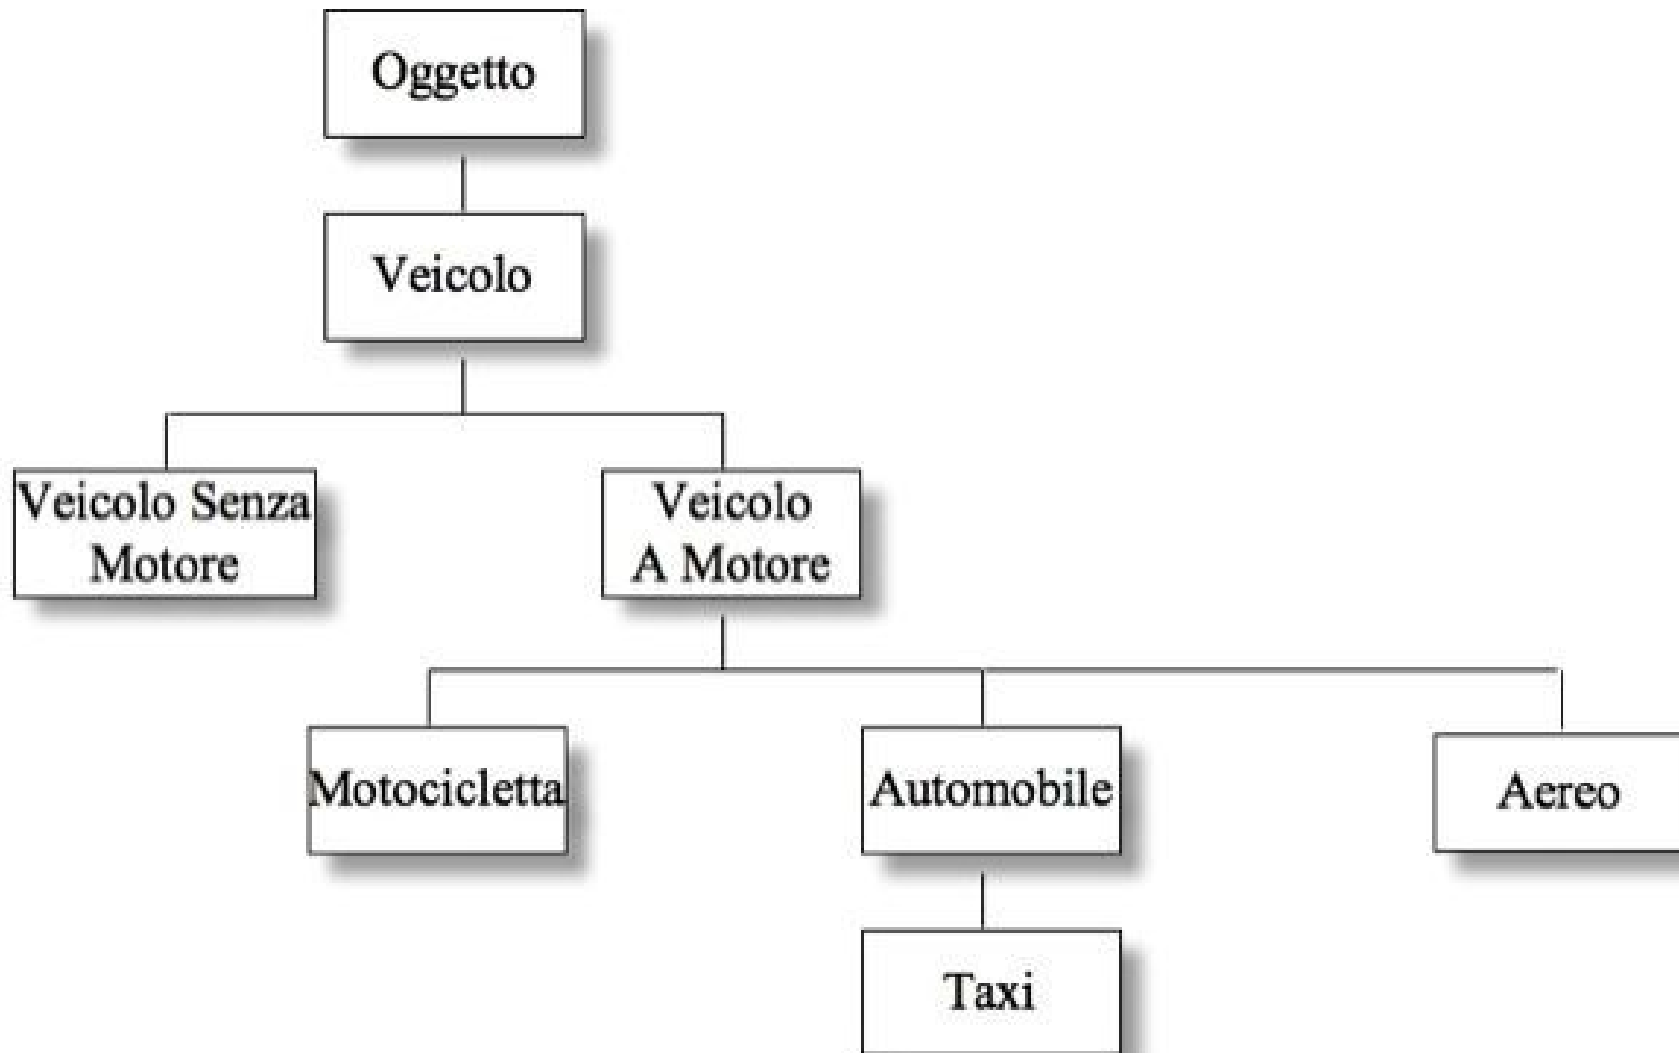 Oggetto
Veicolo
Veicolo Senza
Motore
Veicolo
A Motore
Motocicletta
Automobile
Aereo
Taxi